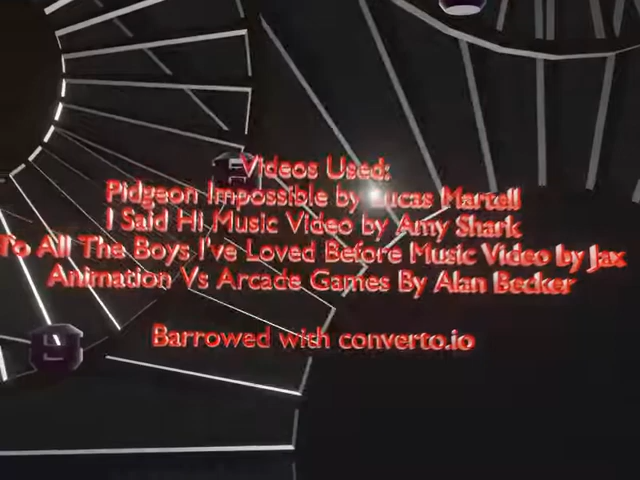 Videos Used:
Pidgeon Impossible by Lucas Martell
I Said Hi Music Video by Amy Shark
To All The Boys I've Loved Before Music Video by Jax
Animation Vs Arcade Games By Alan Becker
Barrowed with converto.io